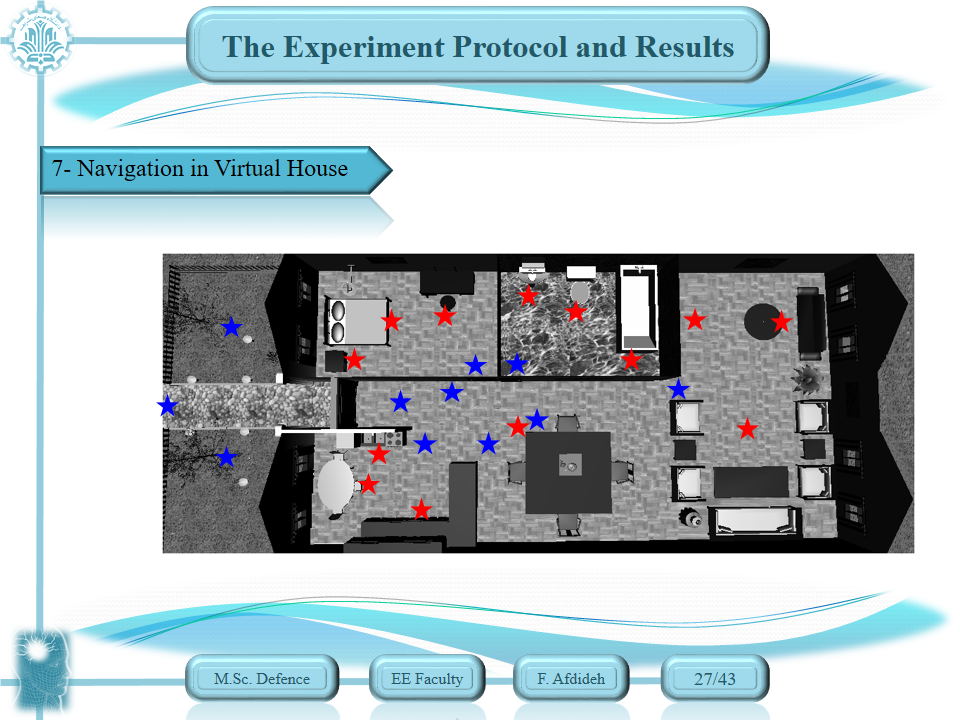 The Experiment Protocol and Results
7- Navigation in Virtual House
M.Sc. Defence
EE Faculty
F. Afdideh
27/43